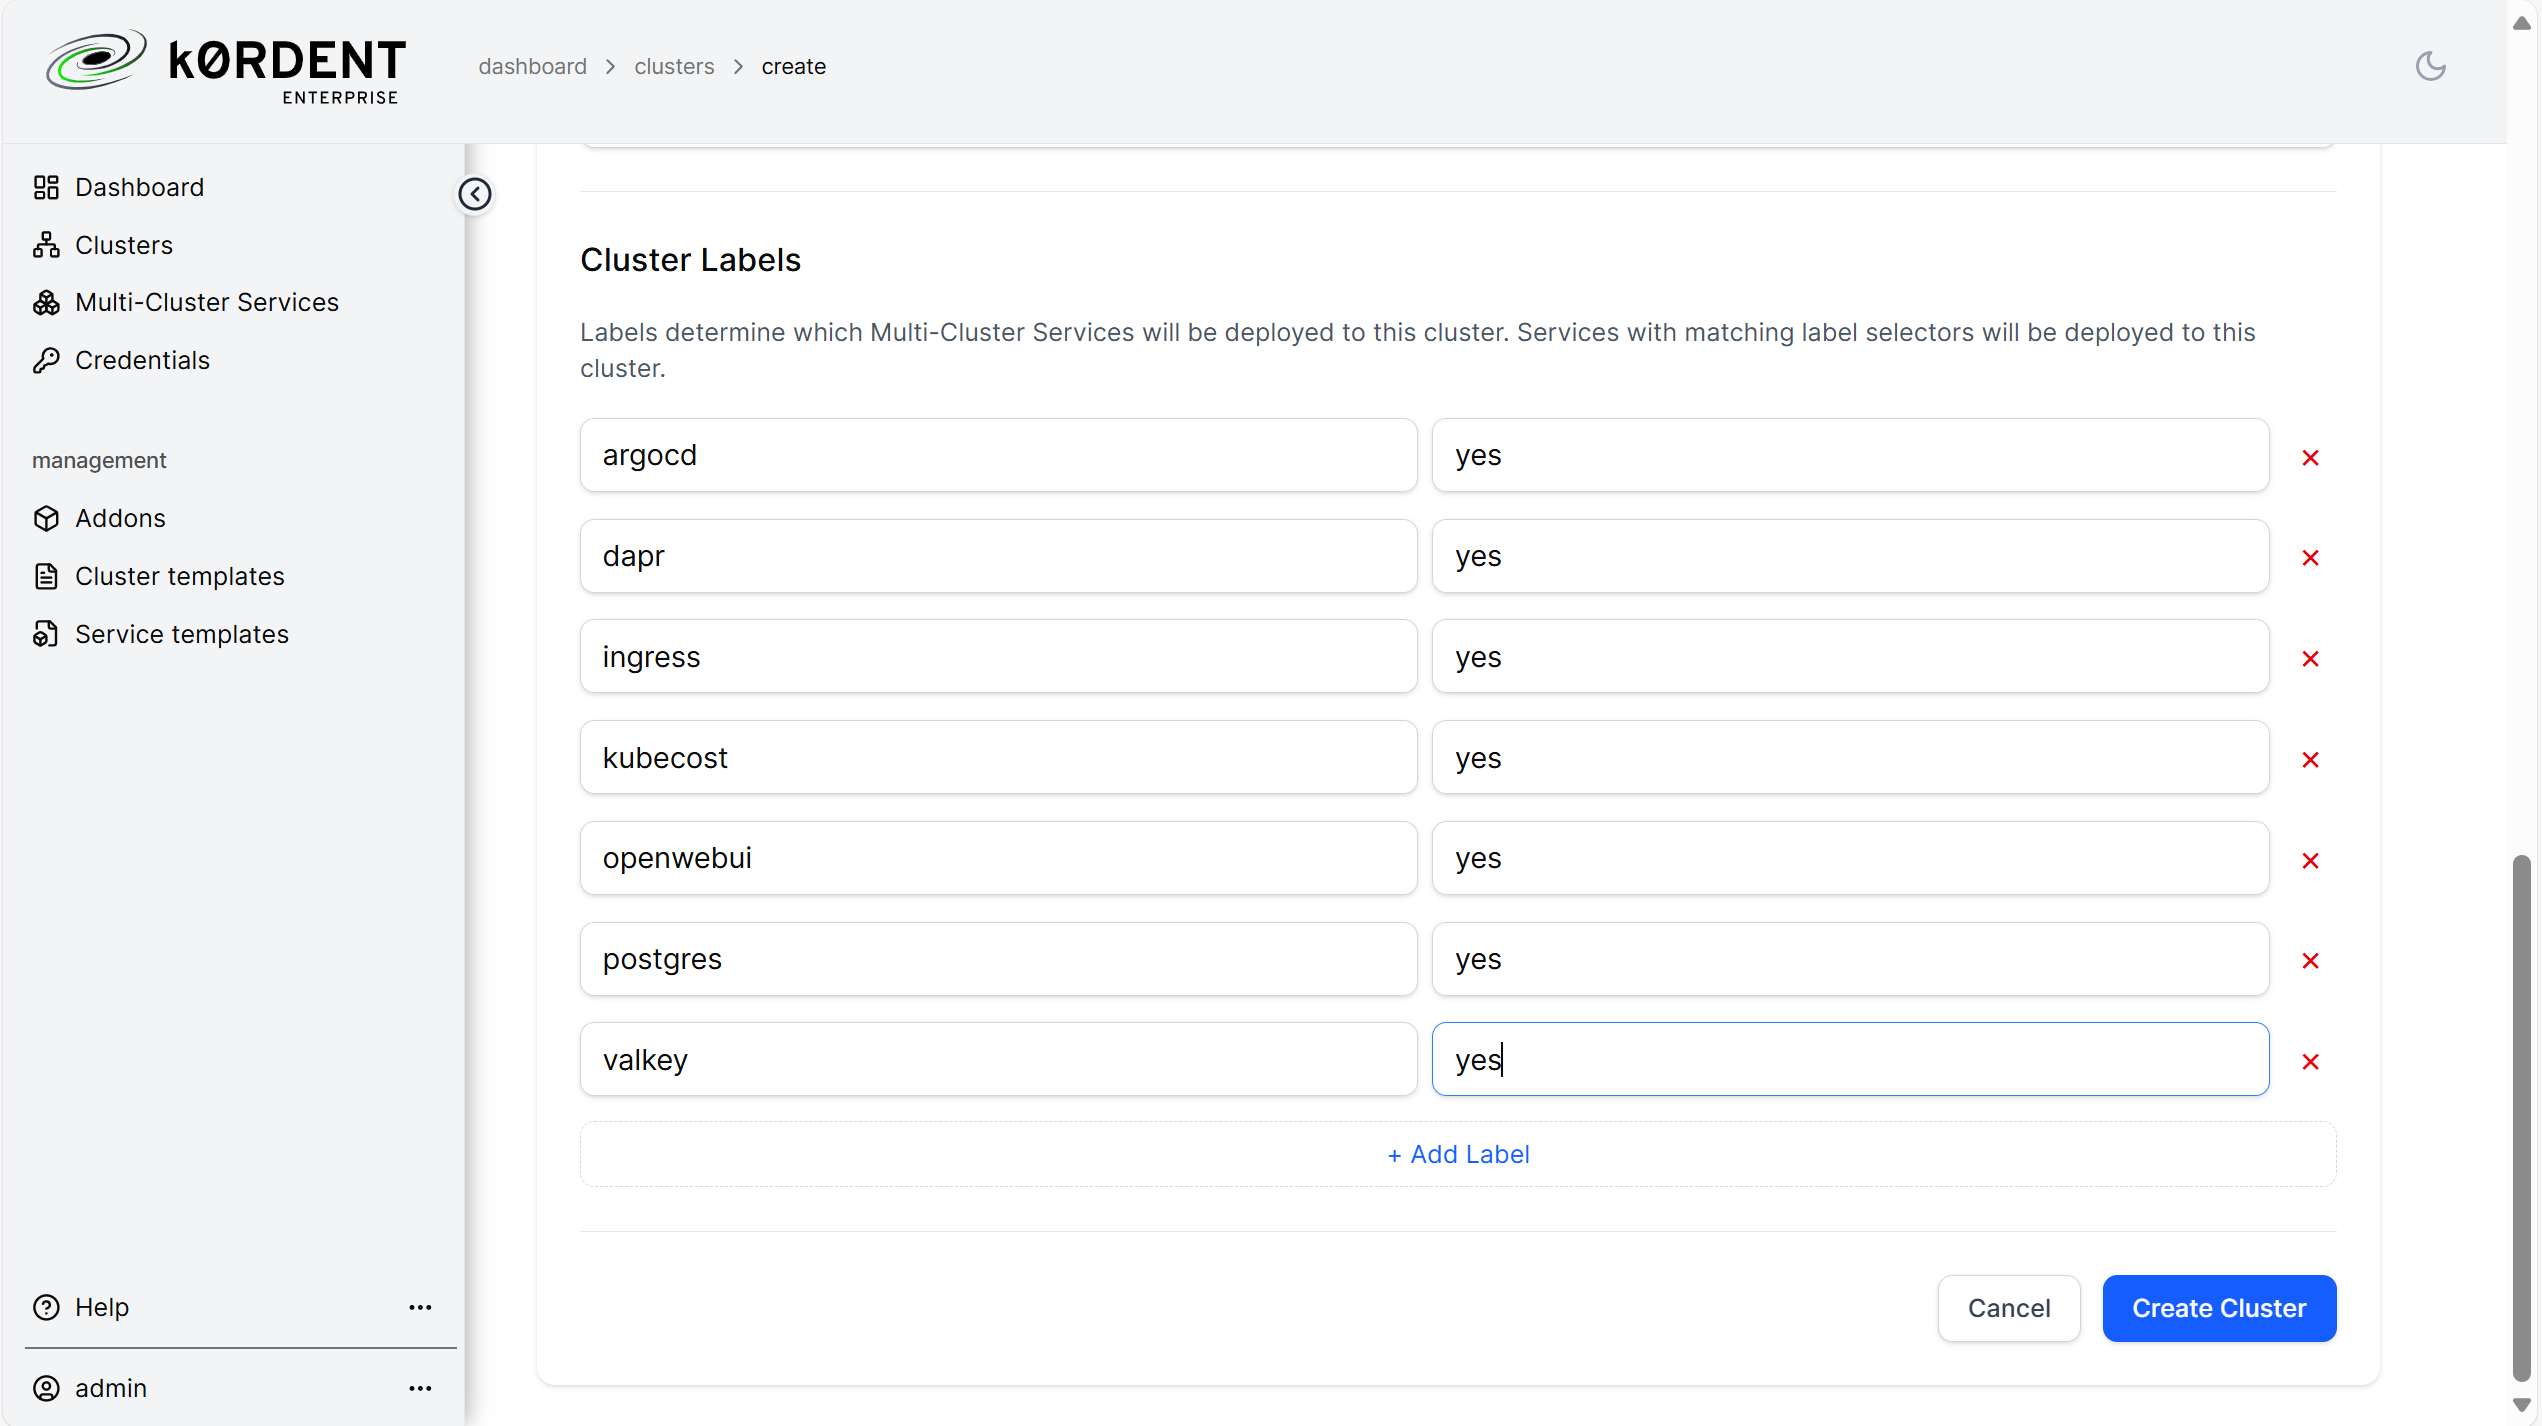 k0RDENT
ENTERPRISE
dashboard > clusters > create
Dashboard
Clusters
Multi-Cluster Services
Credentials
management
Addons
Cluster templates
Service templates
Help
admin
Cluster Labels
Labels determine which Multi-Cluster Services will be deployed to this cluster. Services with matching label selectors will be deployed to this
cluster.
argocd yes
dapr yes
ingress yes
kubecost yes
openwebui yes
postgres yes
valkey yes
+ Add Label
Cancel Create Cluster